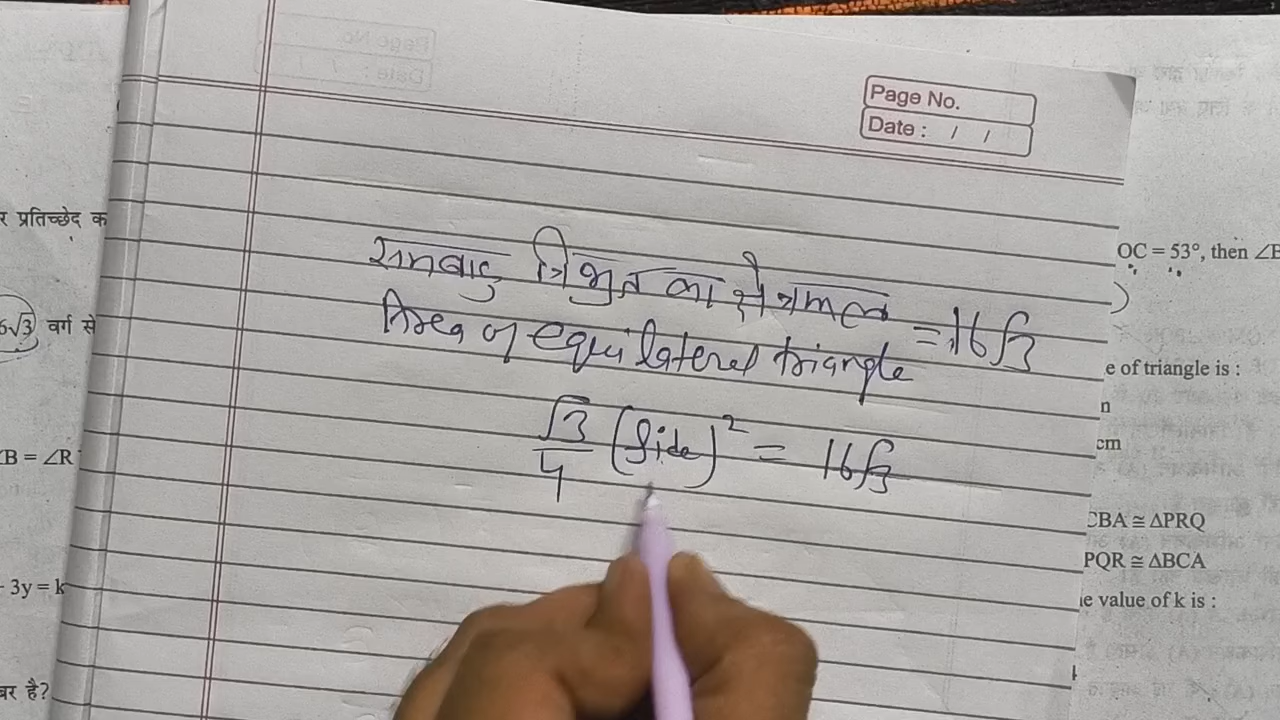 Page No.
Date : / /
र प्रतिच्छेद क
OC = 53°, then ∠B
समबाहु त्रिभुज का क्षेत्रफल
Area of equilateral triangle = 16√3
6√3) वर्ग से
e of triangle is :
n
cm
√3/4 (Side)² = 16√3
∠B = ∠R
CBA ≅ ΔPRQ
PQR ≅ ΔBCA
- 3y = k
e value of k is :
बर है?